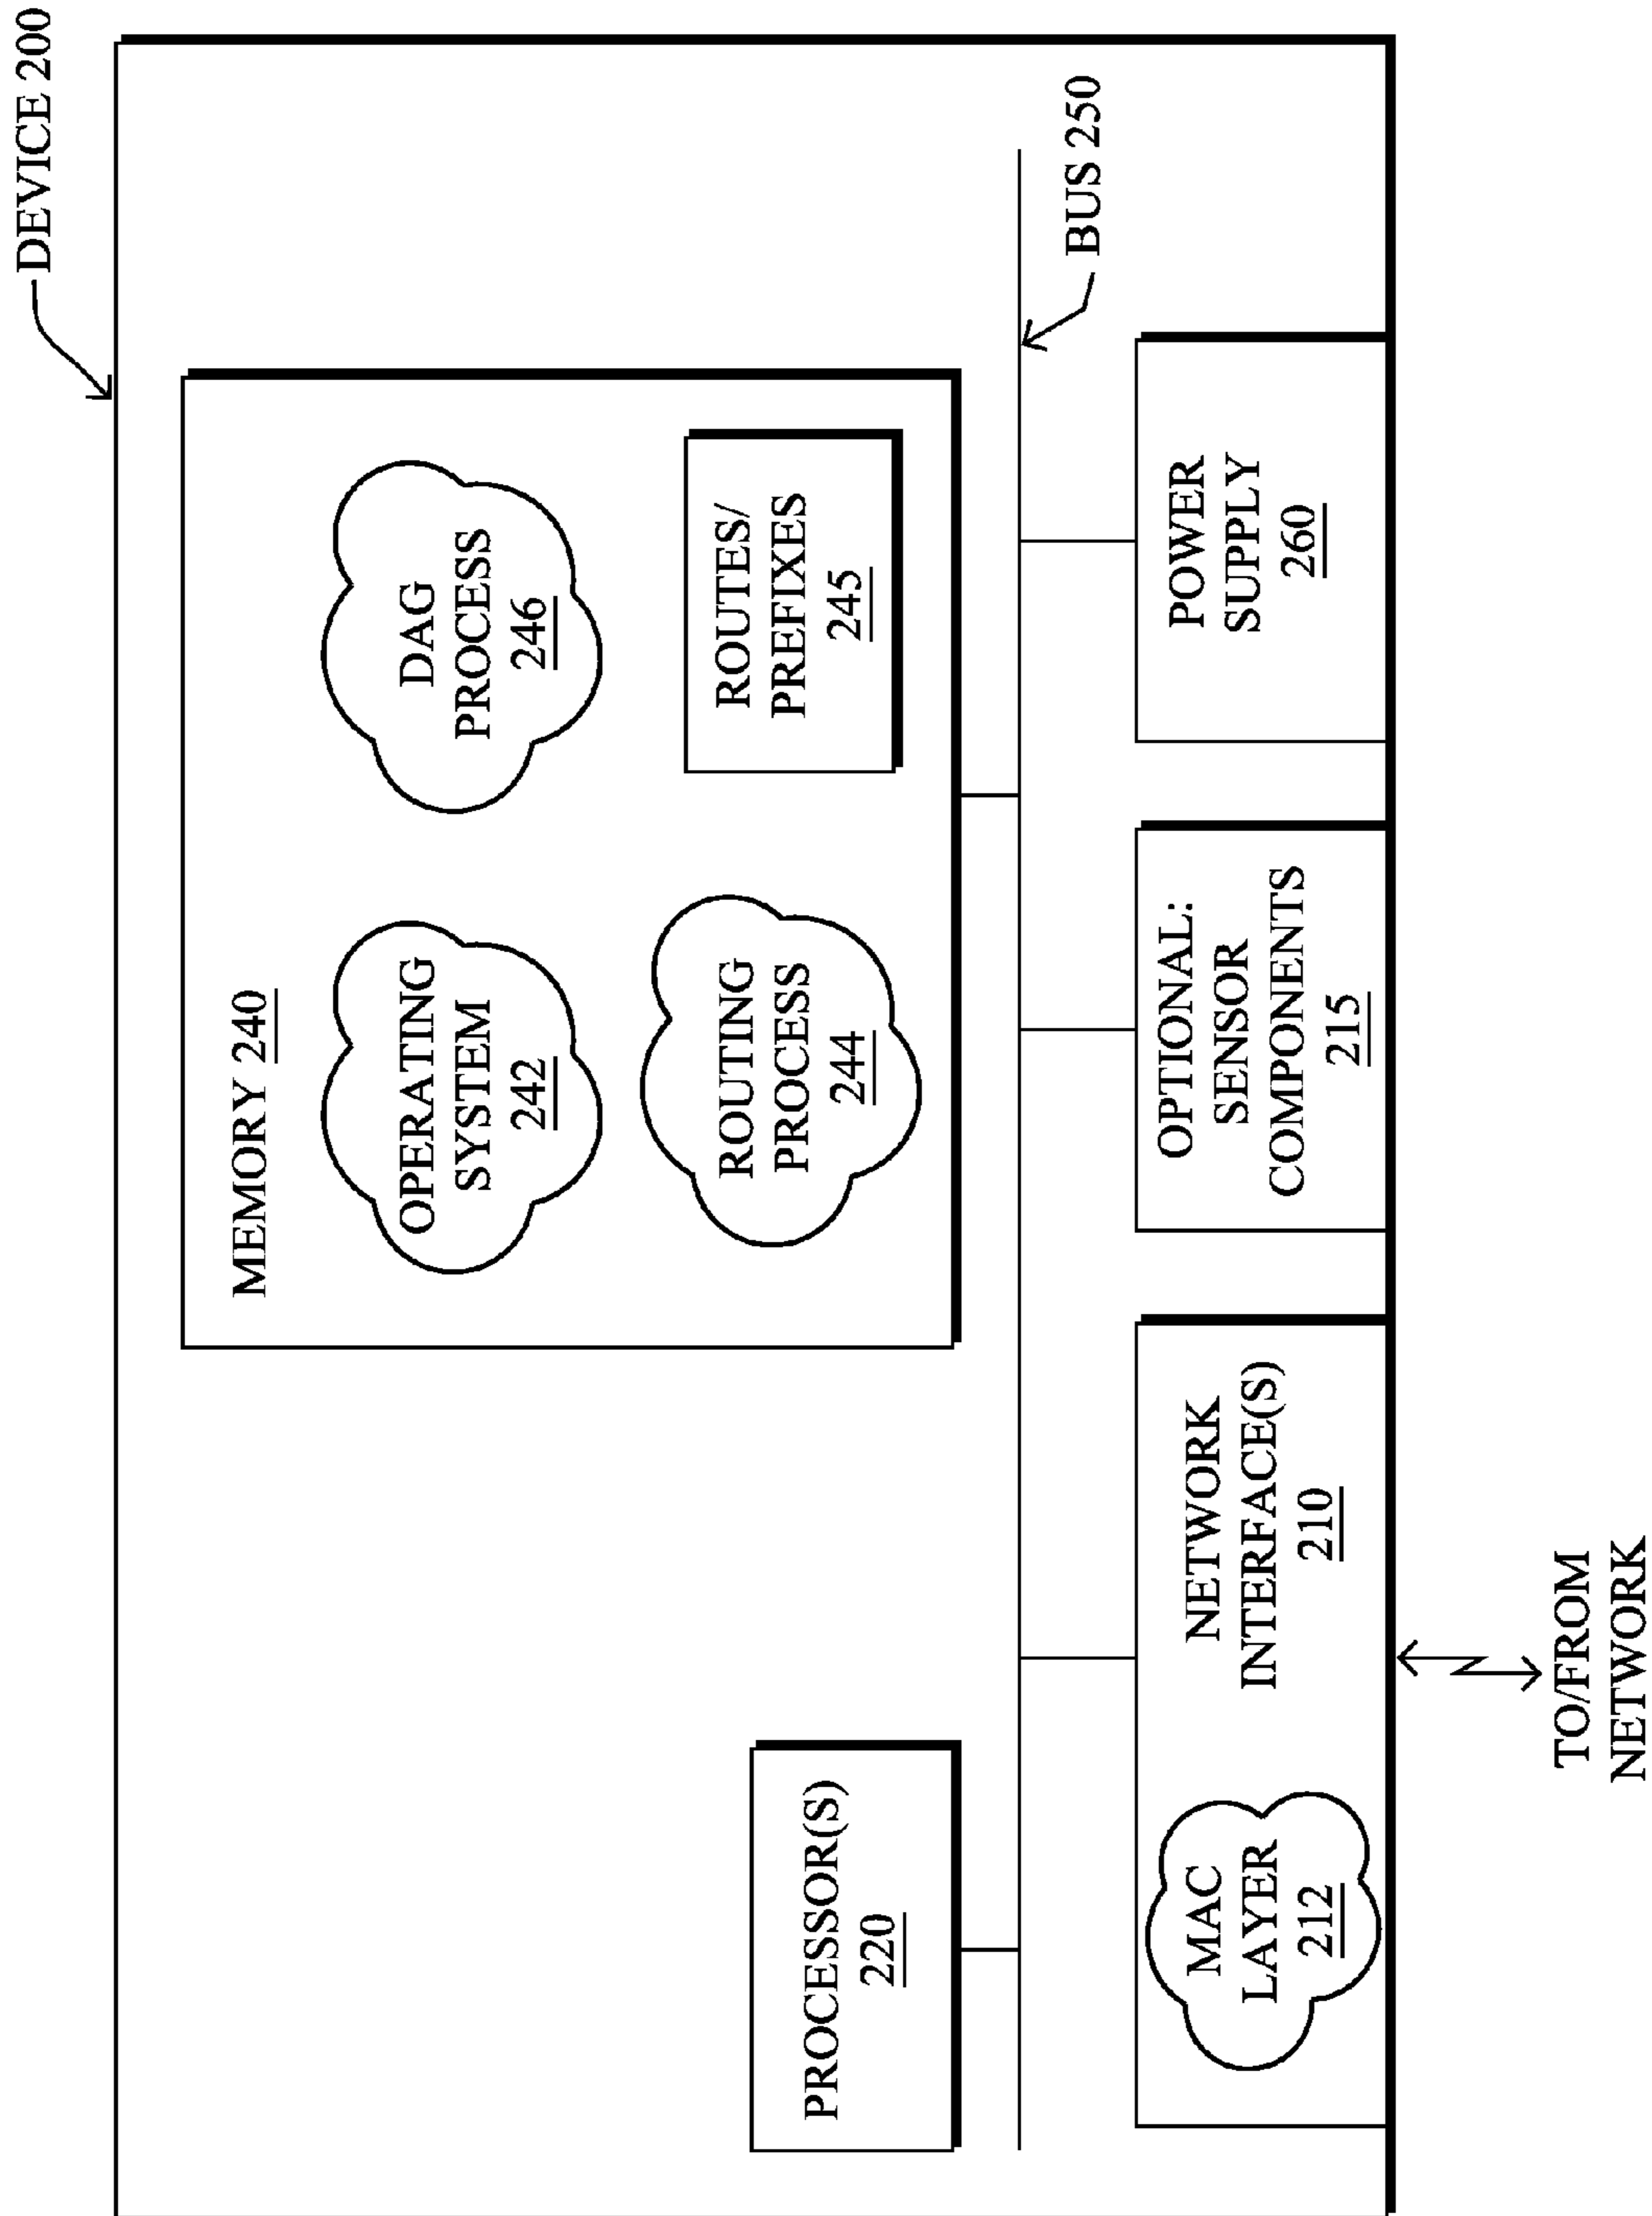 DEVICE 200
MEMORY 240
OPERATING
SYSTEM
242
DAG
PROCESS
246
ROUTING
PROCESS
244
ROUTES/
PREFIXES
245
PROCESSOR(S)
220
BUS 250
MAC
LAYER
212
NETWORK
INTERFACE(S)
210
OPTIONAL:
SENSOR
COMPONENTS
215
POWER
SUPPLY
260
TO/FROM
NETWORK